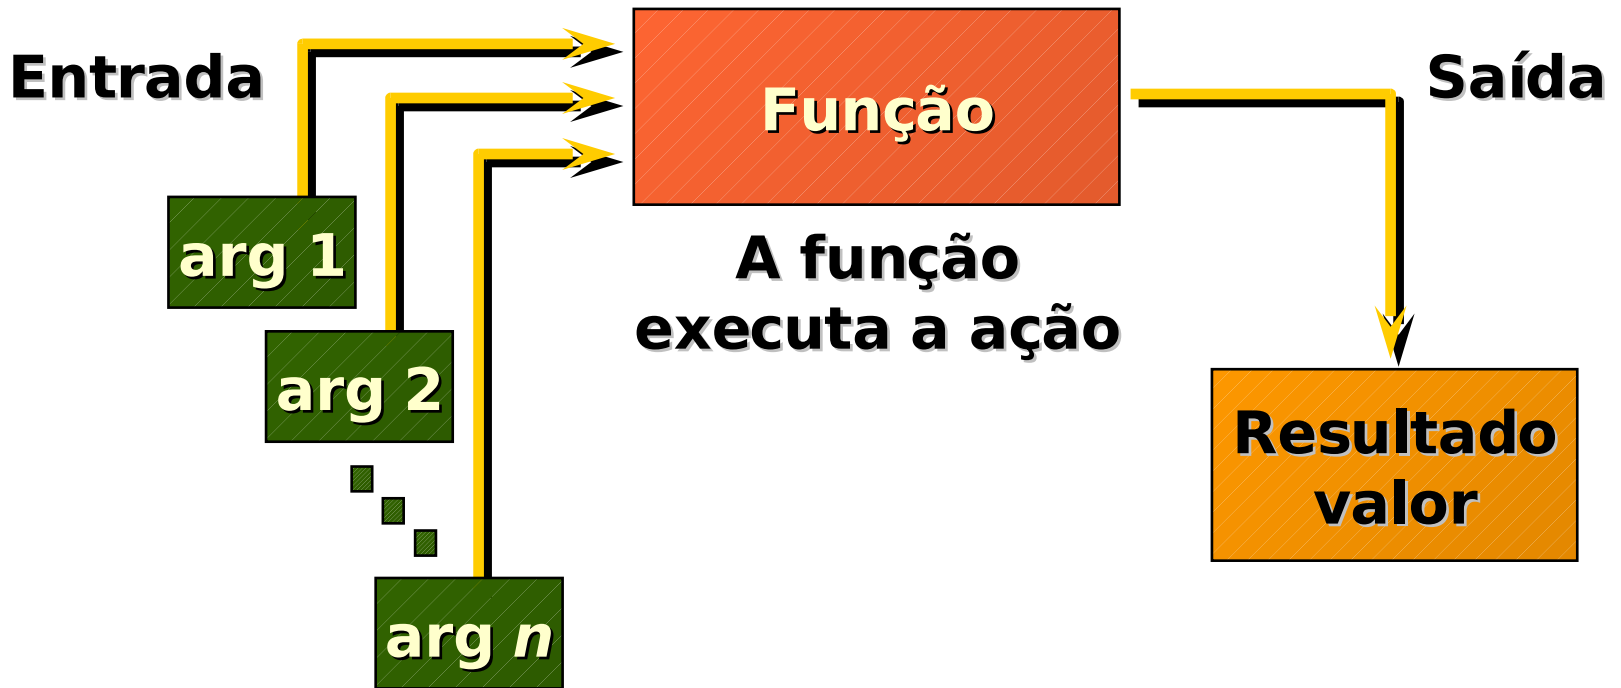 Entrada
Função
Saída
arg 1
A função
executa a ação
arg 2
Resultado
valor
arg n